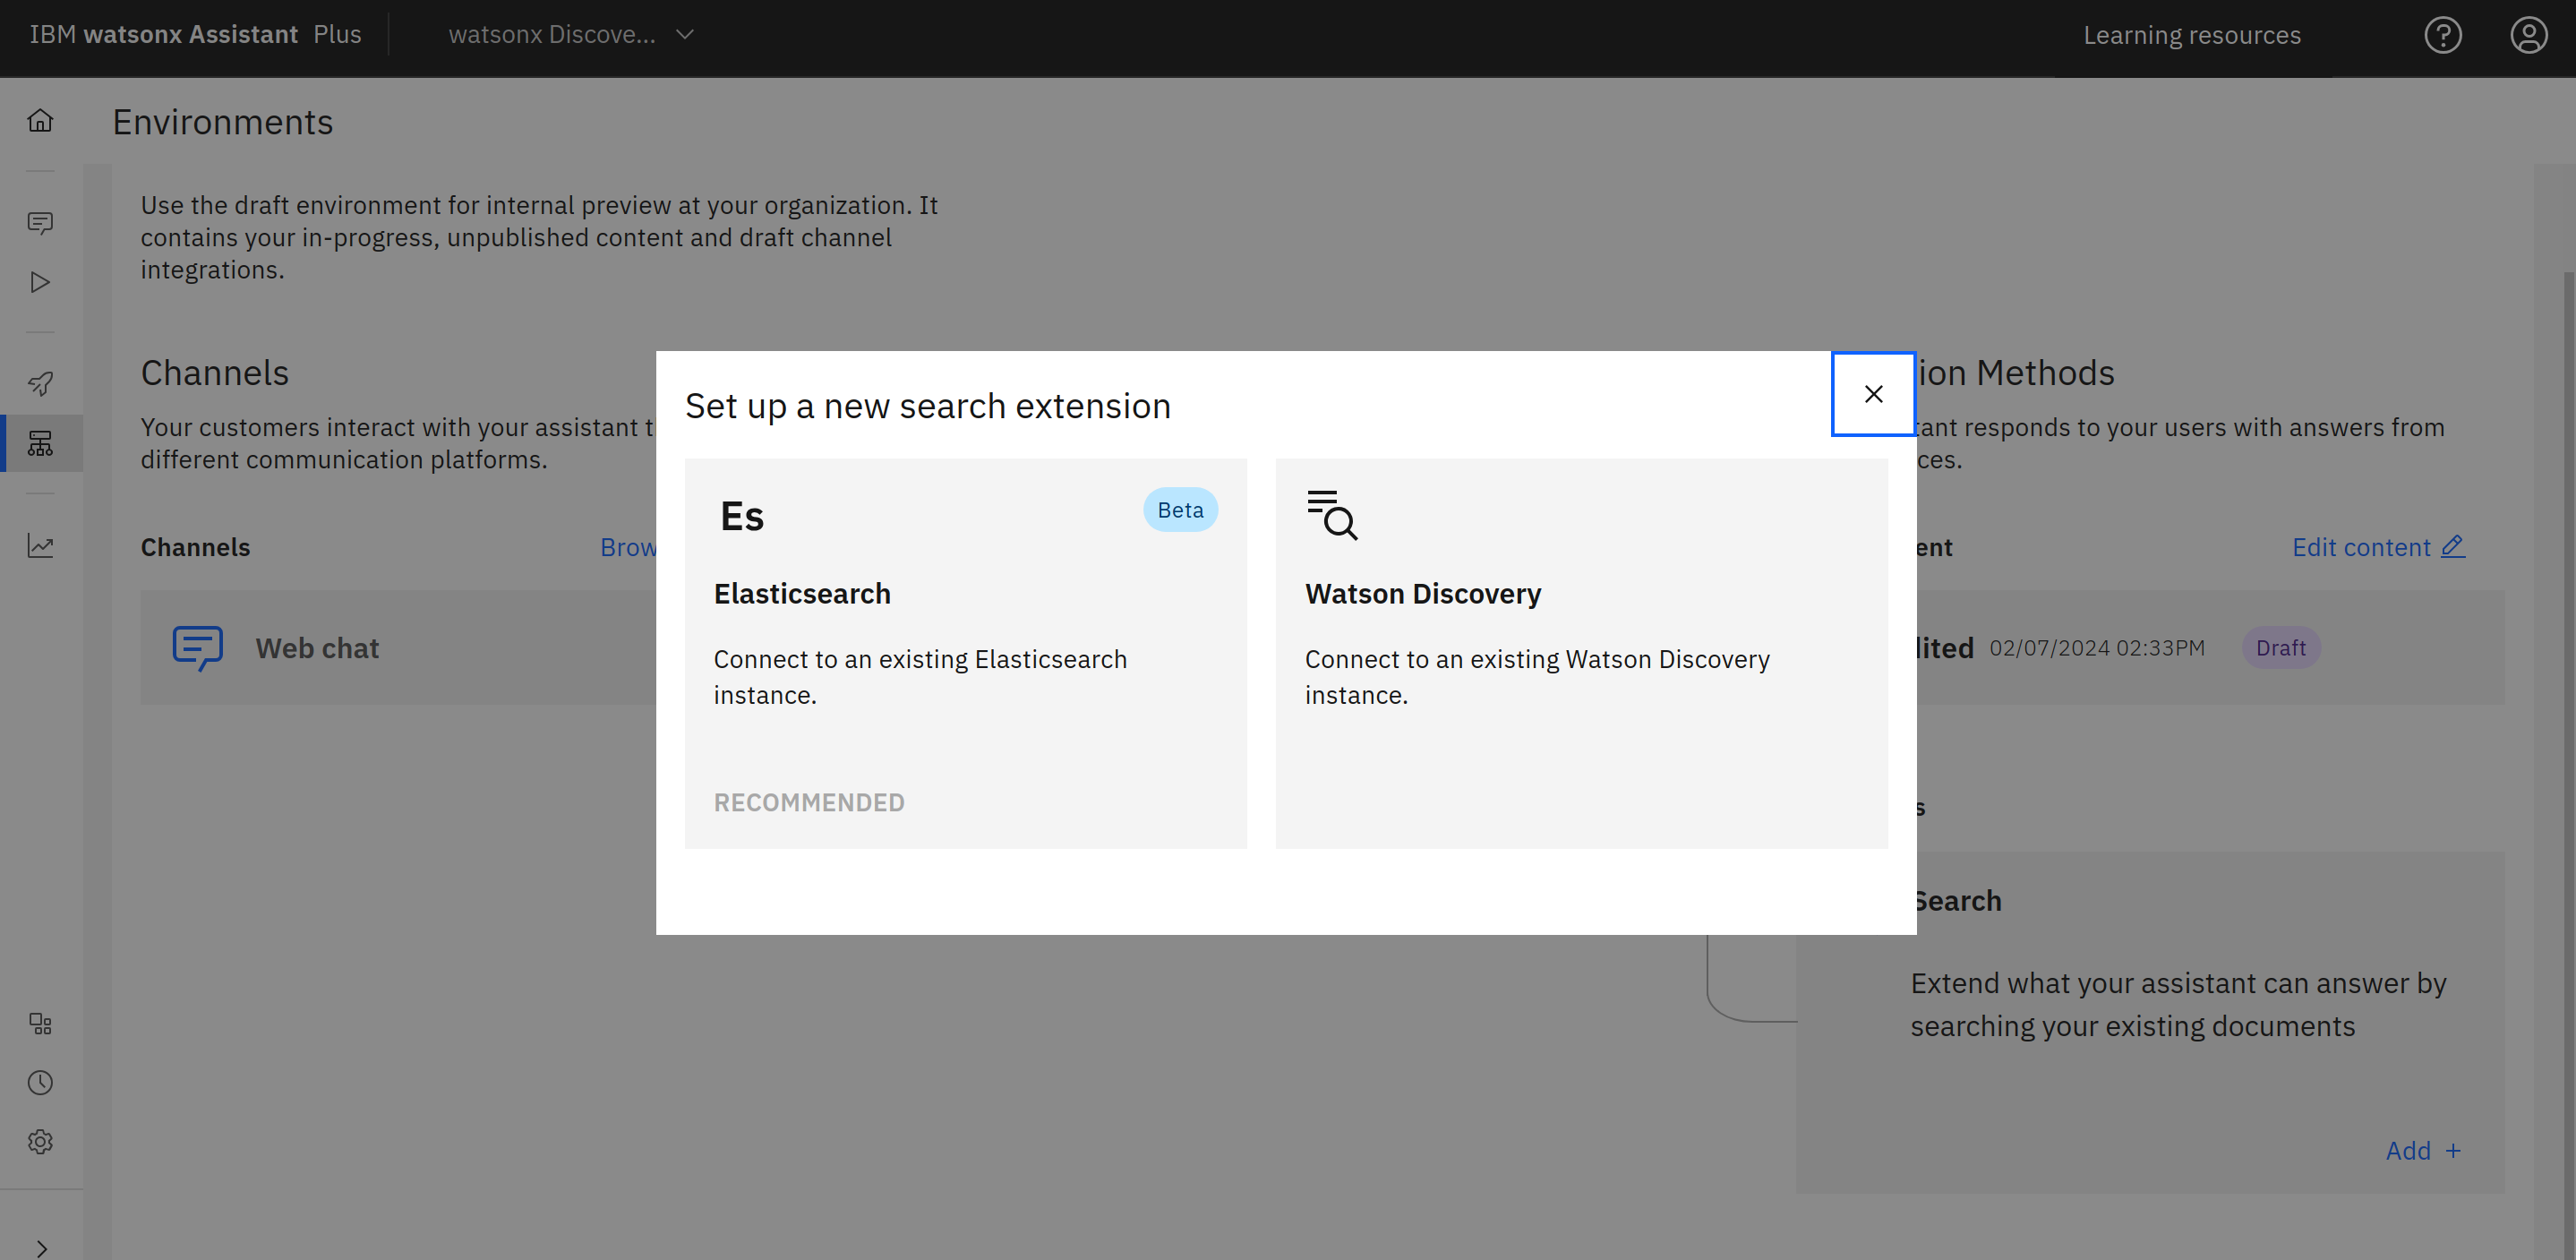 IBM watsonx Assistant Plus
watsonx Discove...
Learning resources
Environments
Use the draft environment for internal preview at your organization. It
contains your in-progress, unpublished content and draft channel
integrations.
Channels
Your customers interact with your assistant t
different communication platforms.
Channels
Brow
Web chat
Set up a new search extension
Es
Beta
Elasticsearch
Connect to an existing Elasticsearch
instance.
RECOMMENDED
Watson Discovery
Connect to an existing Watson Discovery
instance.
ion Methods
tant responds to your users with answers from
ces.
ent
Edit content
lited 02/07/2024 02:33PM
Draft
s
Search
Extend what your assistant can answer by
searching your existing documents
Add +